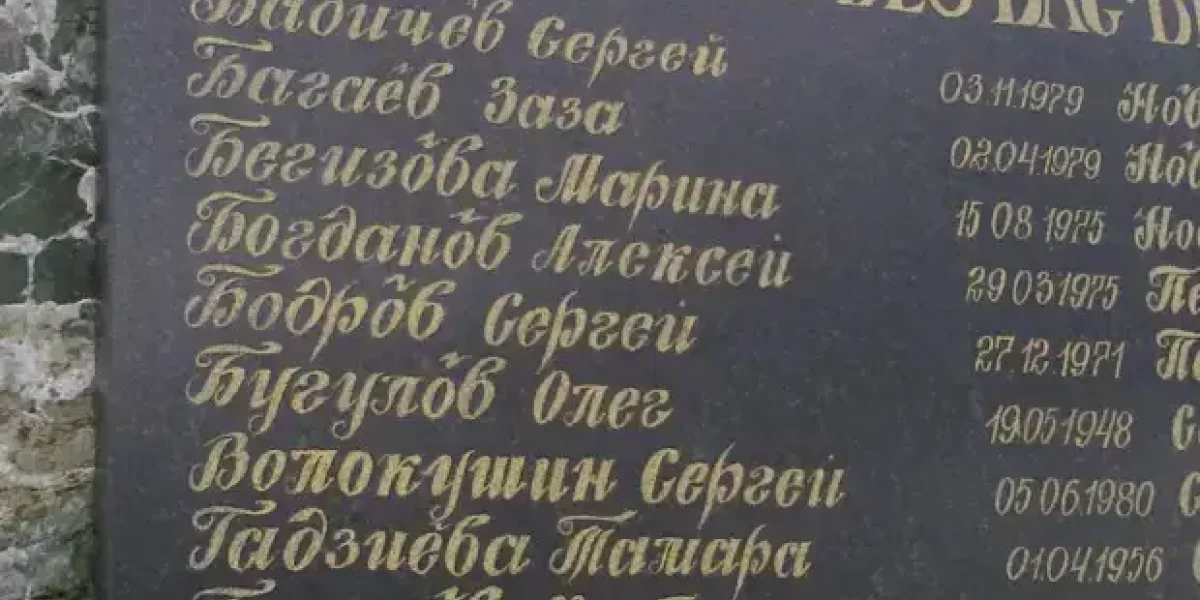 Бабичев Сергей 03.11.1979
Багаев Заза 02.04.1979
Бегизова Марина 15 08 1975
Богданов Алексей 29 03 1975
Бодров Сергей 27.12.1971
Бугулов Олег 19.05 1948
Волокушин Сергей 05 06.1980
Гадзиева Тамара 01.04.1956